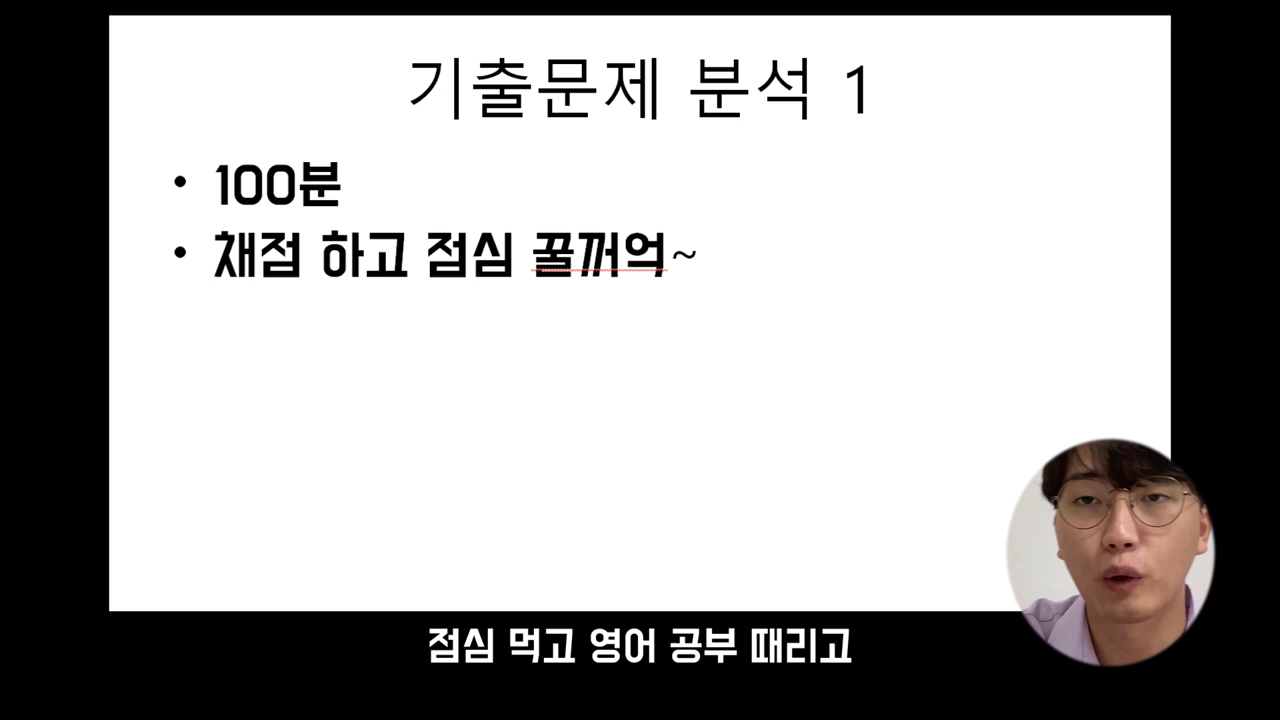 기출문제 분석 1
• 100분
• 채점 하고 점심 꿀꺼억~
점심 먹고 영어 공부 때리고